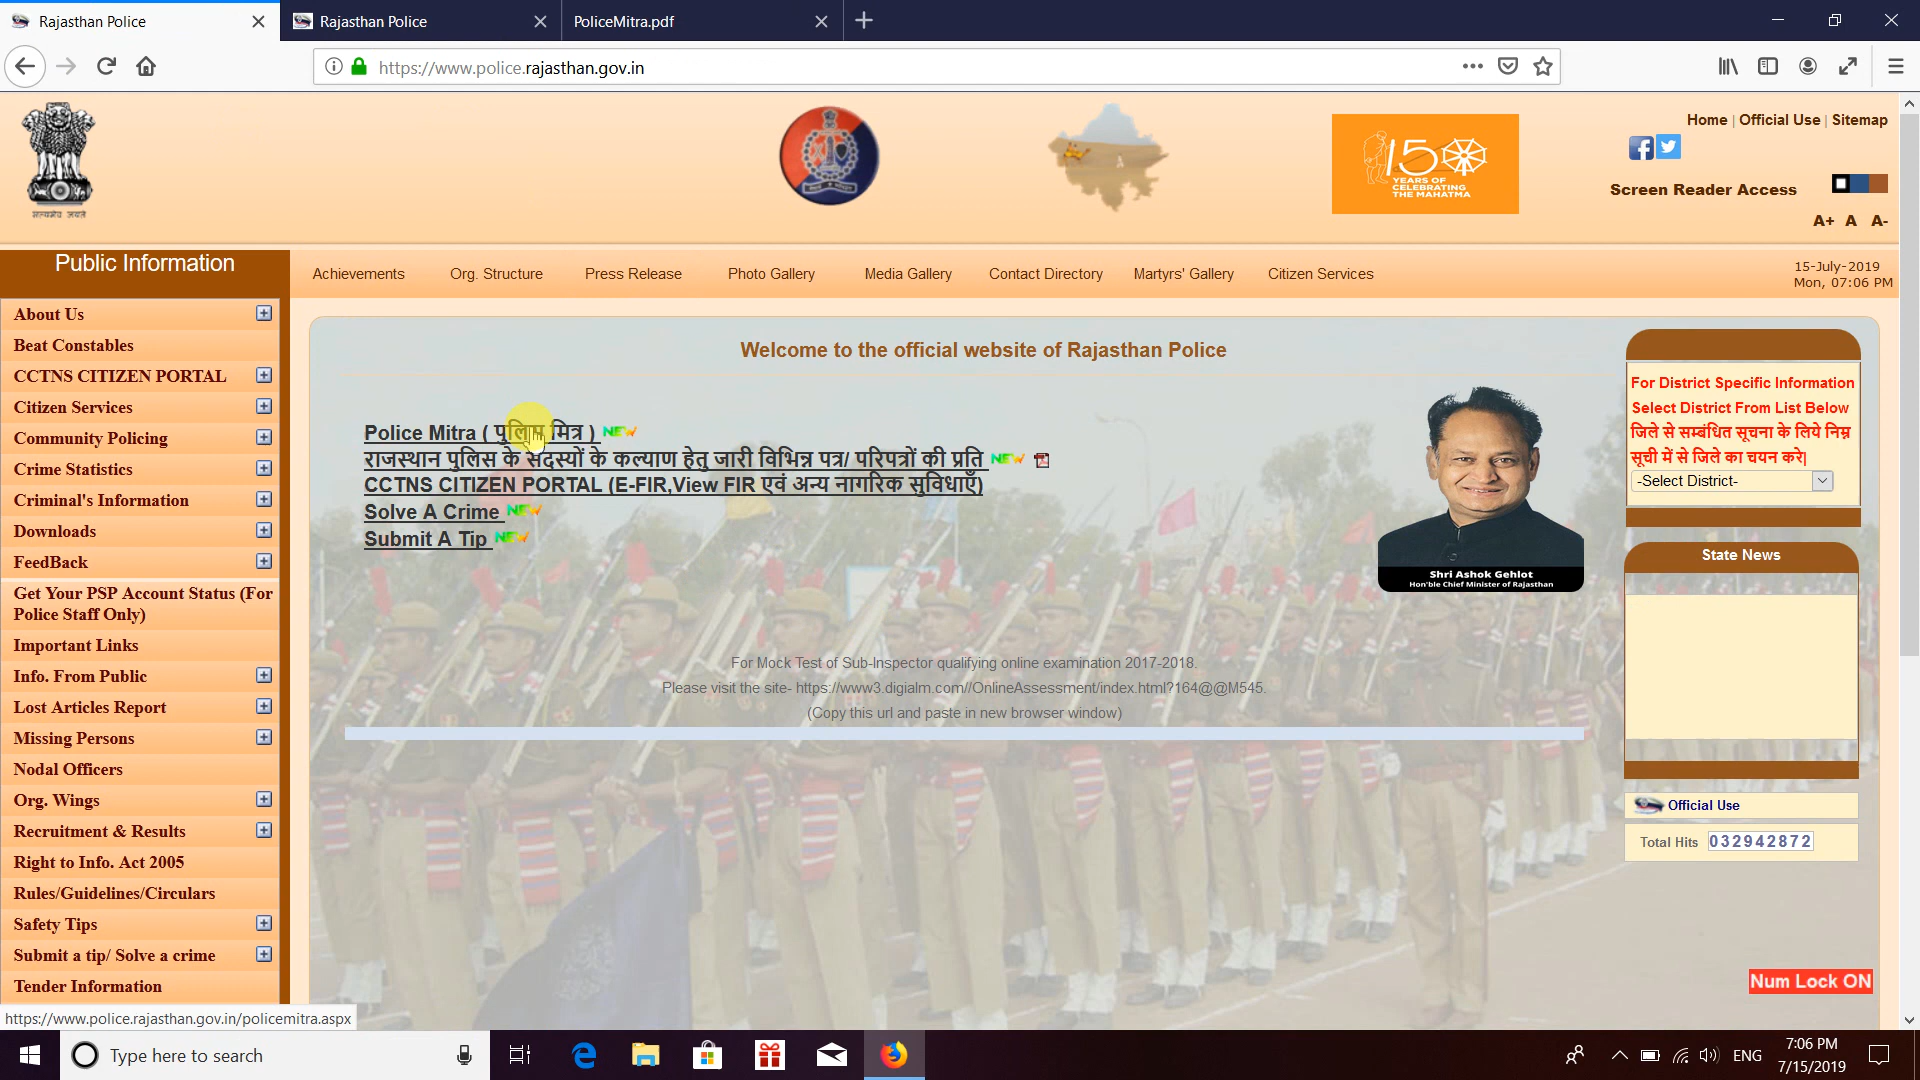 Rajasthan Police
Rajasthan Police
PoliceMitra.pdf
https://www.police.rajasthan.gov.in
सत्यमेव जयते
150
YEARS OF
CELEBRATING
THE MAHATMA
Home | Official Use | Sitemap
Screen Reader Access
A+ A A-
Public Information
Achievements Org. Structure Press Release Photo Gallery Media Gallery Contact Directory Martyrs' Gallery Citizen Services
15-July-2019
Mon, 07:06 PM
About Us
Beat Constables
CCTNS CITIZEN PORTAL
Citizen Services
Community Policing
Crime Statistics
Criminal's Information
Downloads
FeedBack
Get Your PSP Account Status (For
Police Staff Only)
Important Links
Info. From Public
Lost Articles Report
Missing Persons
Nodal Officers
Org. Wings
Recruitment & Results
Right to Info. Act 2005
Rules/Guidelines/Circulars
Safety Tips
Submit a tip/ Solve a crime
Tender Information
Welcome to the official website of Rajasthan Police
Police Mitra ( पुलिस मित्र ) NEW
राजस्थान पुलिस के सदस्यों के कल्याण हेतु जारी विभिन्न पत्र/ परिपत्रों की प्रति NEW
CCTNS CITIZEN PORTAL (E-FIR,View FIR एवं अन्य नागरिक सुविधाएँ)
Solve A Crime NEW
Submit A Tip NEW
Shri Ashok Gehlot
Hon'ble Chief Minister of Rajasthan
For Mock Test of Sub-Inspector qualifying online examination 2017-2018.
Please visit the site- https://www3.digialm.com//OnlineAssessment/index.html?164@@M545.
(Copy this url and paste in new browser window)
For District Specific Information
Select District From List Below
जिले से सम्बंधित सूचना के लिये निम्न
सूची में से जिले का चयन करे|
-Select District-
State News
Official Use
Total Hits 032942872
Num Lock ON
https://www.police.rajasthan.gov.in/policemitra.aspx
Type here to search
ENG
7:06 PM
7/15/2019